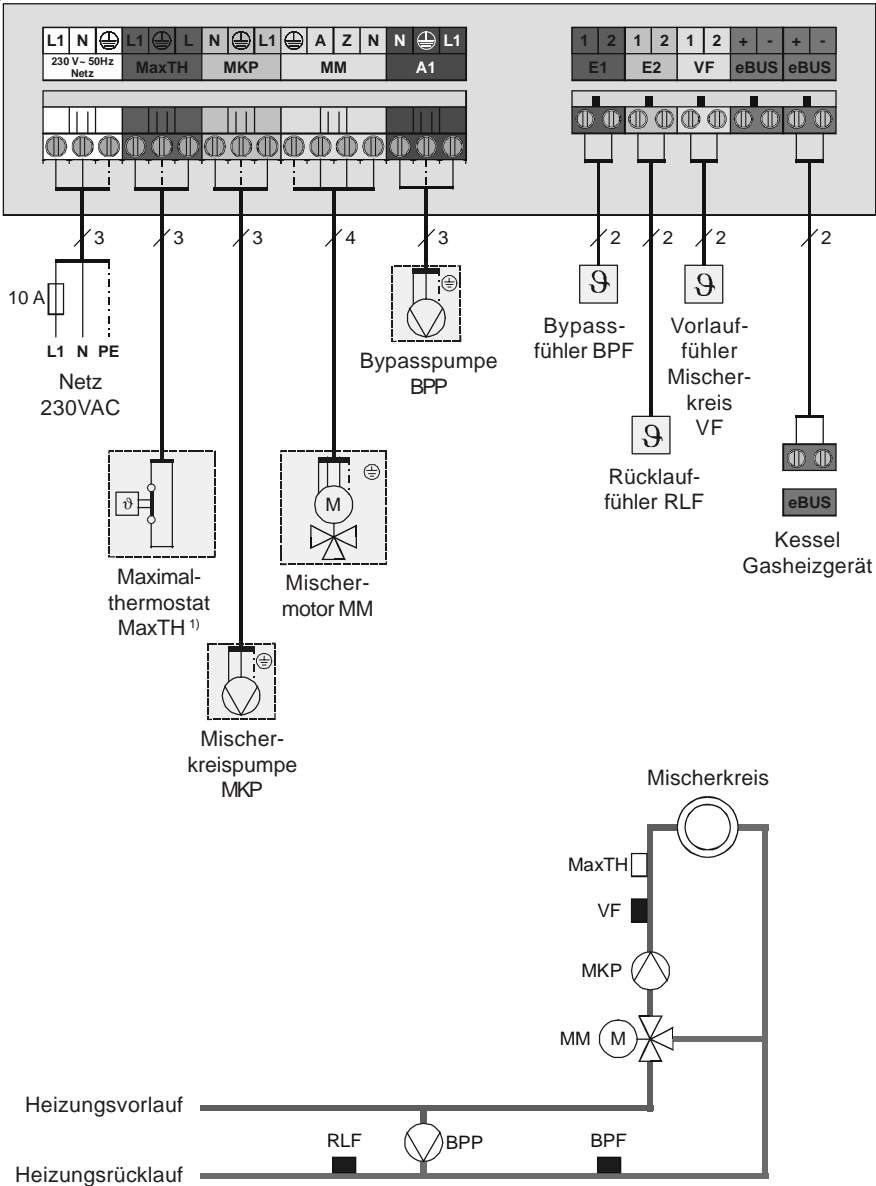 L1 N L1 L N L1 A Z N N L1
230 V~ 50Hz Netz MaxTH MKP MM A1
1 2 1 2 1 2 + - + -
E1 E2 VF eBUS eBUS
3 3 3 4 3 2 2 2 2
10 A
L1 N PE
Netz
230VAC
Bypasspumpe
BPP
ϑ
Bypass-
fühler BPF
ϑ
Vorlauf-
fühler
Mischer-
kreis
VF
ϑ
Rücklauf-
fühler RLF
eBUS
Kessel
Gasheizgerät
ϑ
Maximal-
thermostat
MaxTH 1)
M
Mischer-
motor MM
Mischer-
kreispumpe
MKP
Mischerkreis
MaxTH
VF
MKP
MM M
Heizungsvorlauf
RLF BPP BPF
Heizungsrücklauf